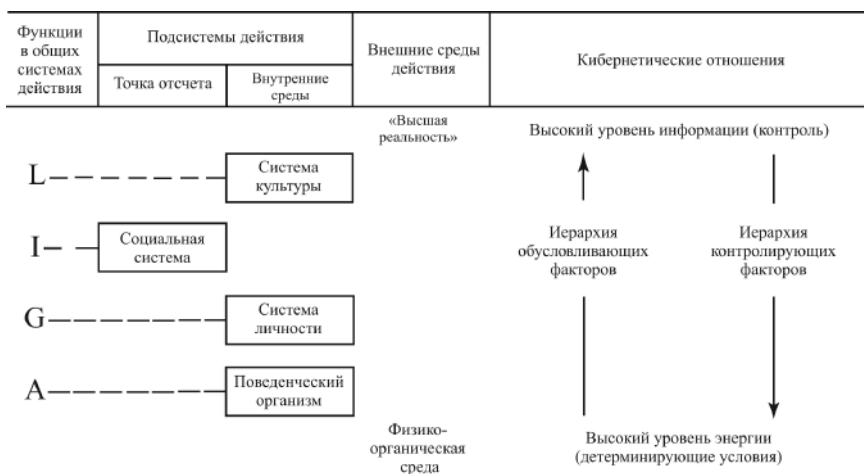 Функции
в общих
системах
действия
Подсистемы действия
Точка отсчета
Внутренние
среды
Внешние среды
действия
Кибернетические отношения
«Высшая
реальность»
Высокий уровень информации (контроль)
L
Система
культуры
I
Социальная
система
Иерархия
обусловливающих
факторов
Иерархия
контролирующих
факторов
G
Система
личности
A
Поведенческий
организм
Физико-
органическая
среда
Высокий уровень энергии
(детерминирующие условия)